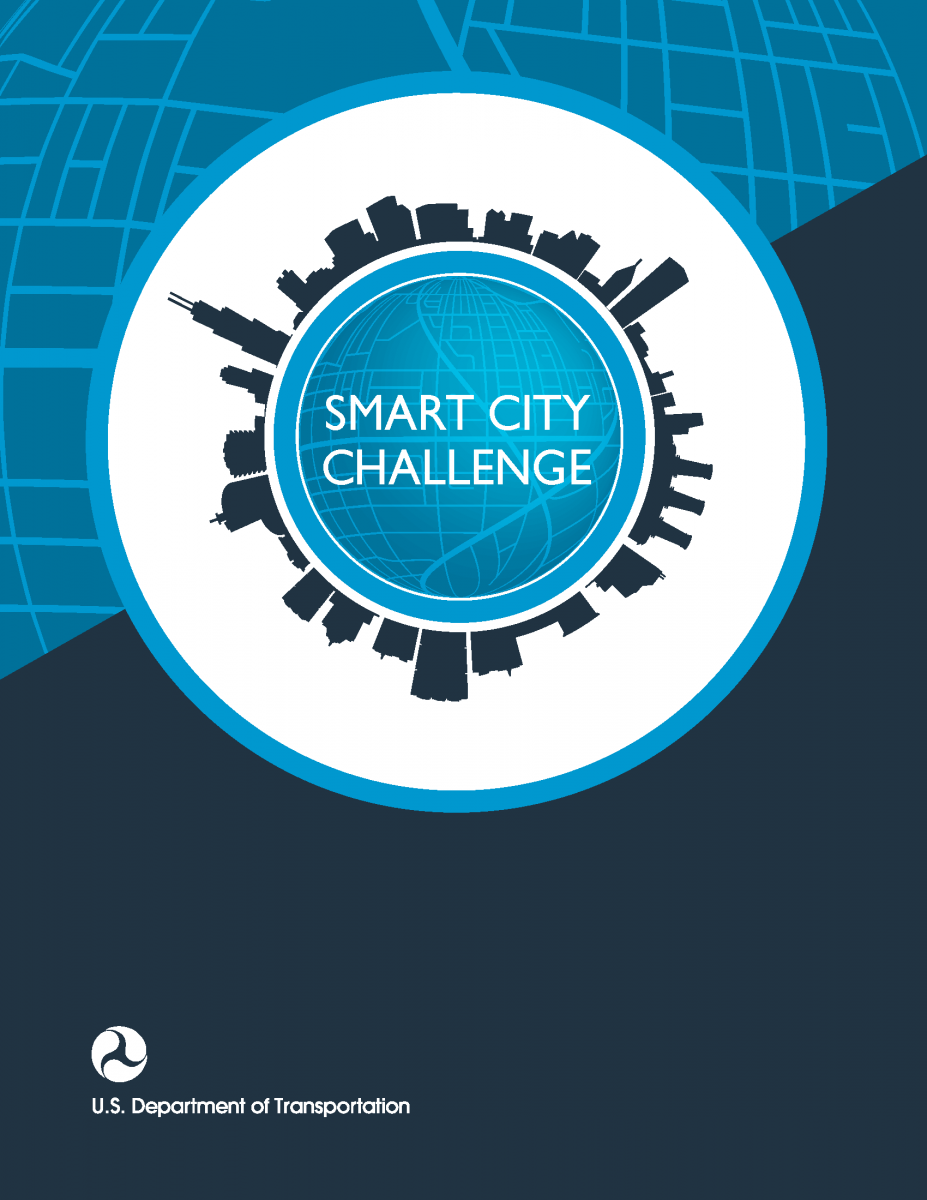 SMART CITY
CHALLENGE
U.S. Department of Transportation